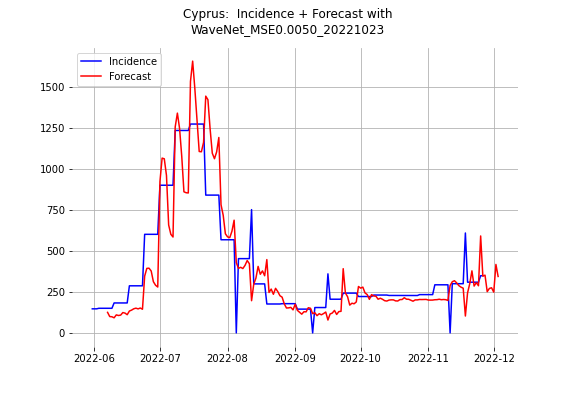 Cyprus:  Incidence + Forecast with
WaveNet_MSE0.0050_20221023
Incidence
Forecast
1500
1250
1000
750
500
250
0
2022-06 2022-07 2022-08 2022-09 2022-10 2022-11 2022-12